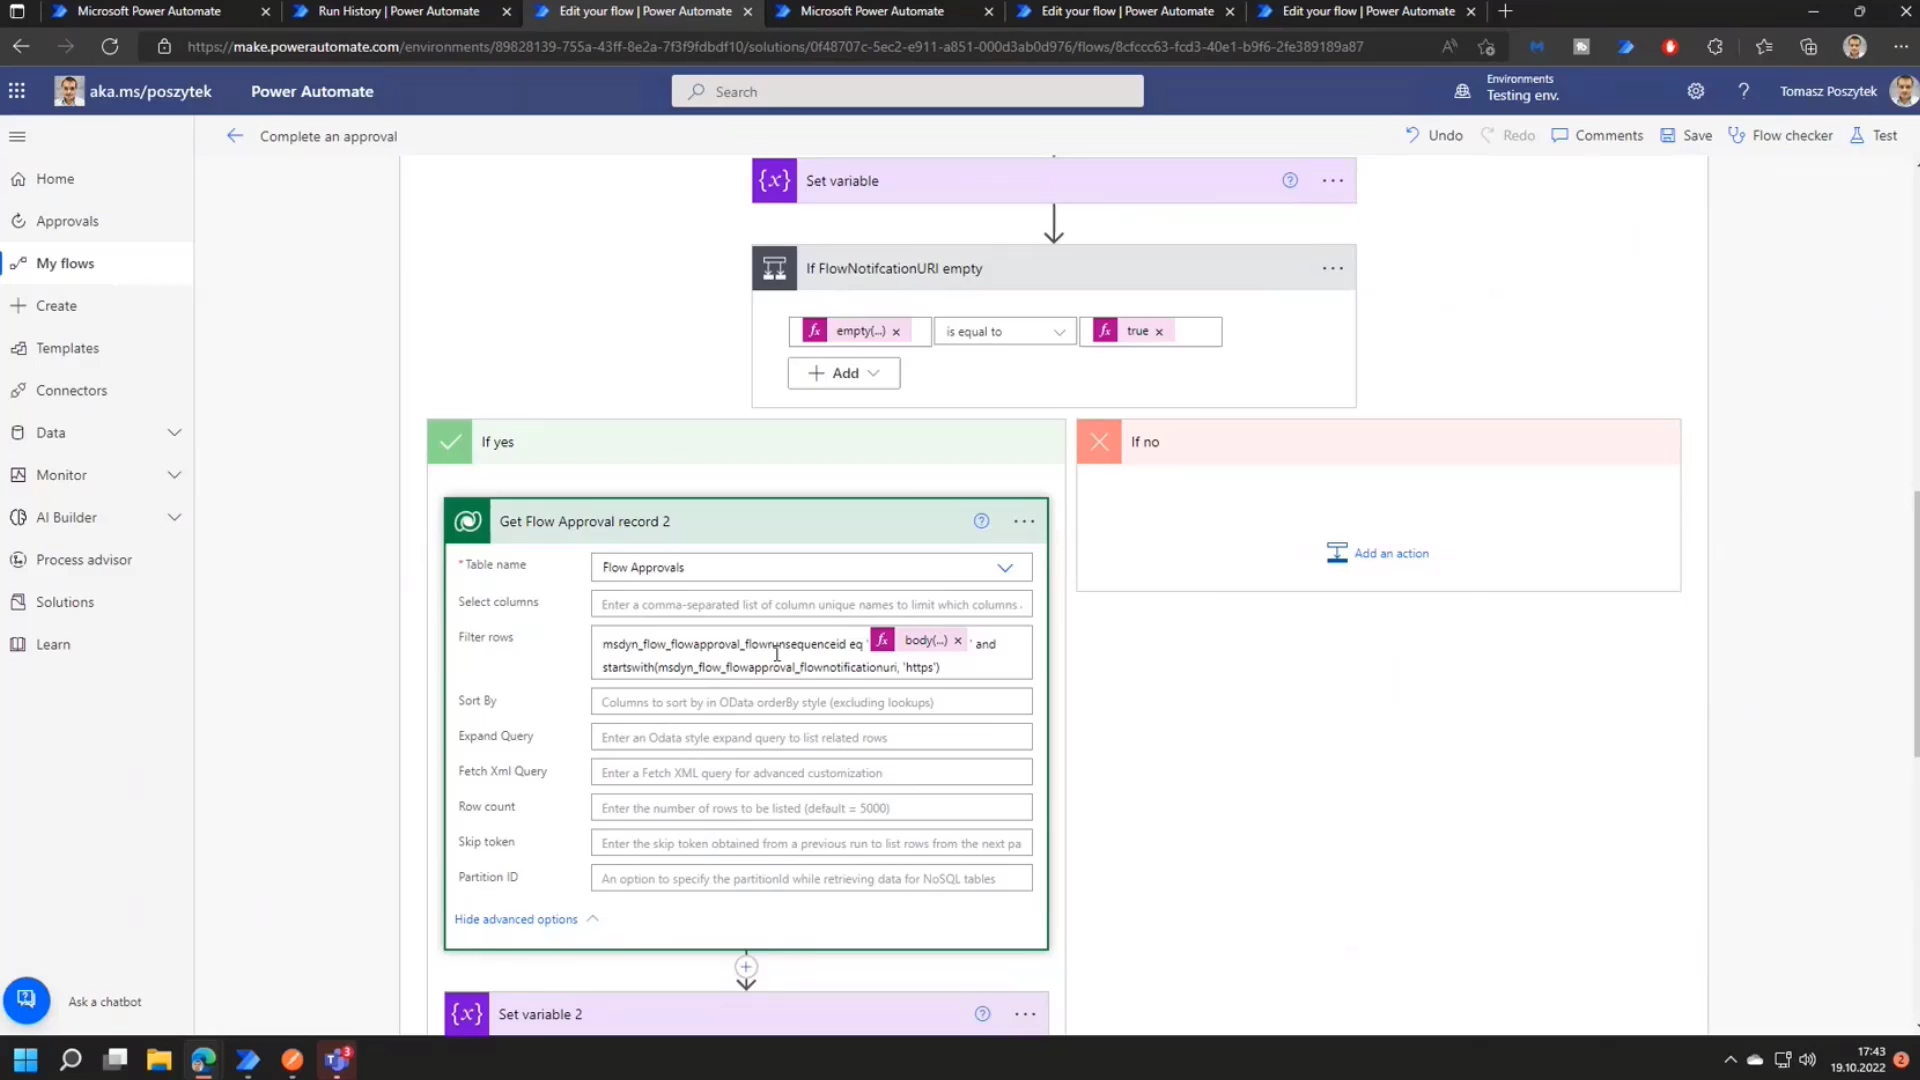 Microsoft Power Automate
Run History | Power Automate
Edit your flow | Power Automate
Microsoft Power Automate
Edit your flow | Power Automate
Edit your flow | Power Automate
https://make.powerautomate.com/environments/89828139-755a-43ff-8e2a-7f3f9fdbdf10/solutions/0f48707c-5ec2-e911-a851-000d3ab0d976/flows/8cfccc63-fcd3-40e1-b9f6-2fe389189a87
aka.ms/poszytek
Power Automate
Search
Environments
Testing env.
?
Tomasz Poszytek
Complete an approval
Undo
Redo
Comments
Save
Flow checker
Test
Home
Approvals
My flows
Create
Templates
Connectors
Data
Monitor
AI Builder
Process advisor
Solutions
Learn
Ask a chatbot
{x} Set variable
If FlowNotifcationURI empty
fx empty(...) ×
is equal to
fx true ×
+ Add
If yes
If no
Add an action
Get Flow Approval record 2
* Table name
Flow Approvals
Select columns
Enter a comma-separated list of column unique names to limit which columns
Filter rows
msdyn_flow_flowapproval_flowrunsequenceid eq ' fx body(...) × ' and
startswith(msdyn_flow_flowapproval_flownotificationuri, 'https')
Sort By
Columns to sort by in OData orderBy style (excluding lookups)
Expand Query
Enter an Odata style expand query to list related rows
Fetch Xml Query
Enter a Fetch XML query for advanced customization
Row count
Enter the number of rows to be listed (default = 5000)
Skip token
Enter the skip token obtained from a previous run to list rows from the next pa
Partition ID
An option to specify the partitionId while retrieving data for NoSQL tables
Hide advanced options
{x} Set variable 2
3
17:43
19.10.2022
2